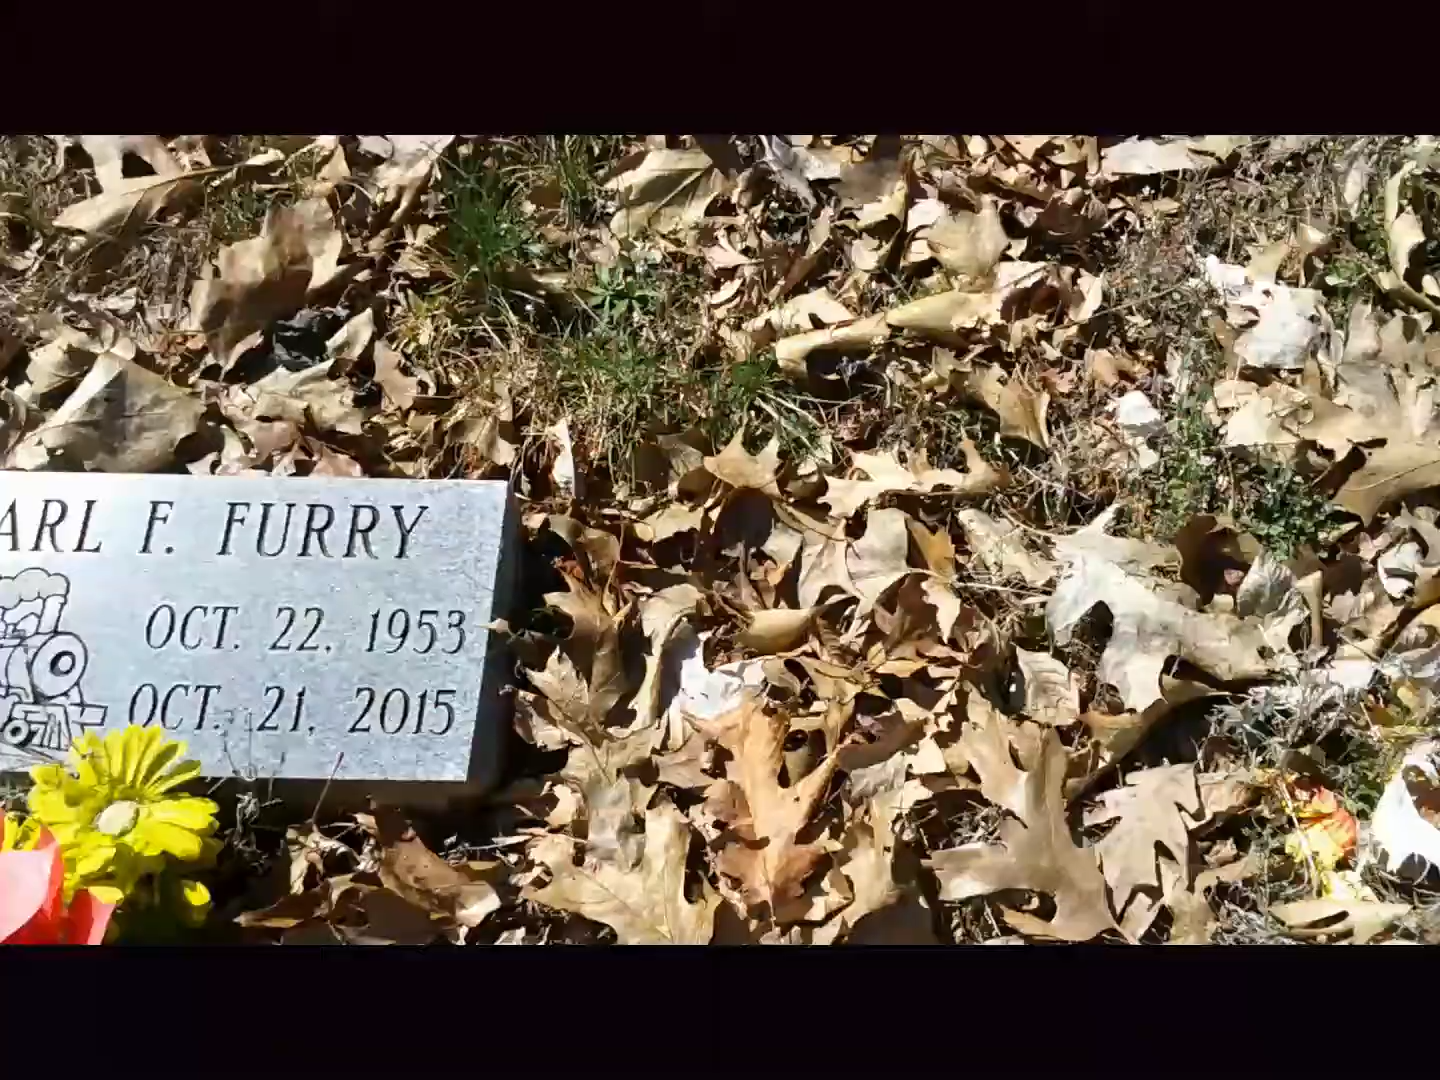 ARL F. FURRY
OCT. 22, 1953
OCT. 21, 2015